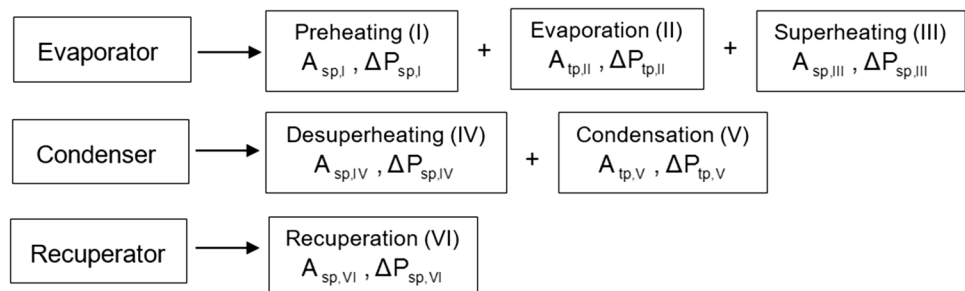 Evaporator
Preheating (I)
A sp,I , ΔP sp,I
+
Evaporation (II)
A tp,II , ΔP tp,II
+
Superheating (III)
A sp,III , ΔP sp,III
Condenser
Desuperheating (IV)
A sp,IV , ΔP sp,IV
+
Condensation (V)
A tp,V , ΔP tp,V
Recuperator
Recuperation (VI)
A sp,VI , ΔP sp,VI